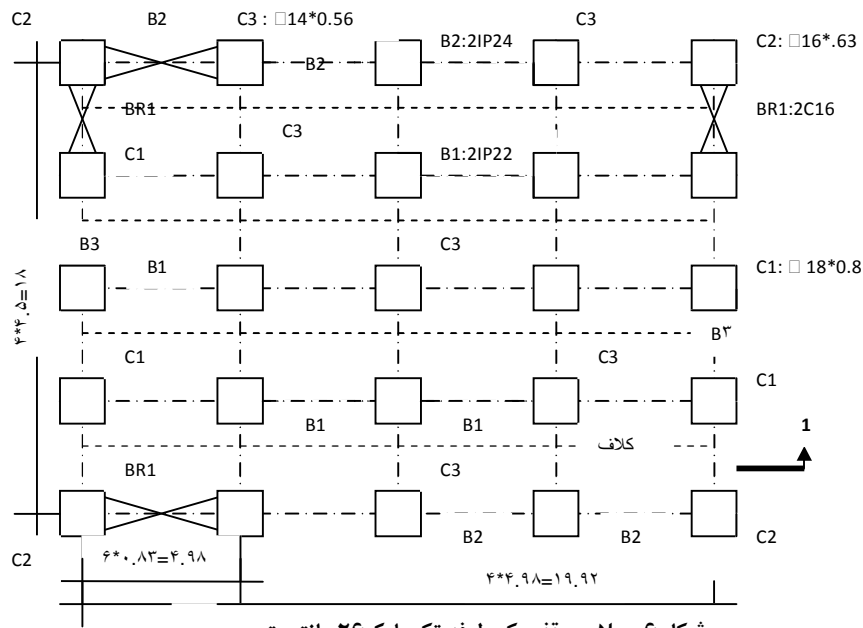 C2 B2 C3 : □14*0.56 C3
B2:2IP24 C2: □16*.63
B2
BR1 BR1:2C16
C3
C1 B1:2IP22
B3 C3
B1 C1: □ 18*0.8
۴*۴.۵=۱۸
B۳
C1 C3
C1
B1 B1
1
کلاف
BR1 C3
B2 B2
C2 C2
۶*۰.۸۳=۴.۹۸
۴*۴.۹۸=۱۹.۹۲